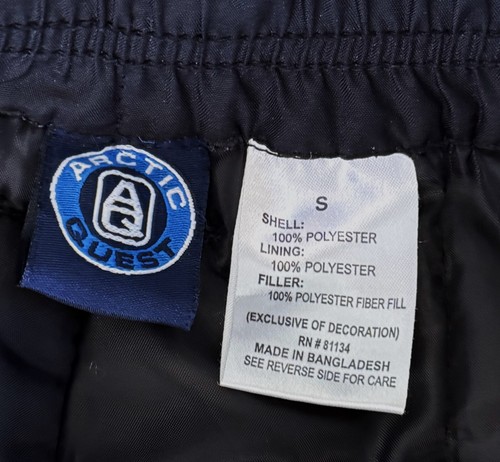 ARCTIC
AQ
QUEST
S
SHELL:
100% POLYESTER
LINING:
100% POLYESTER
FILLER:
100% POLYESTER FIBER FILL
(EXCLUSIVE OF DECORATION)
RN # 81134
MADE IN BANGLADESH
SEE REVERSE SIDE FOR CARE